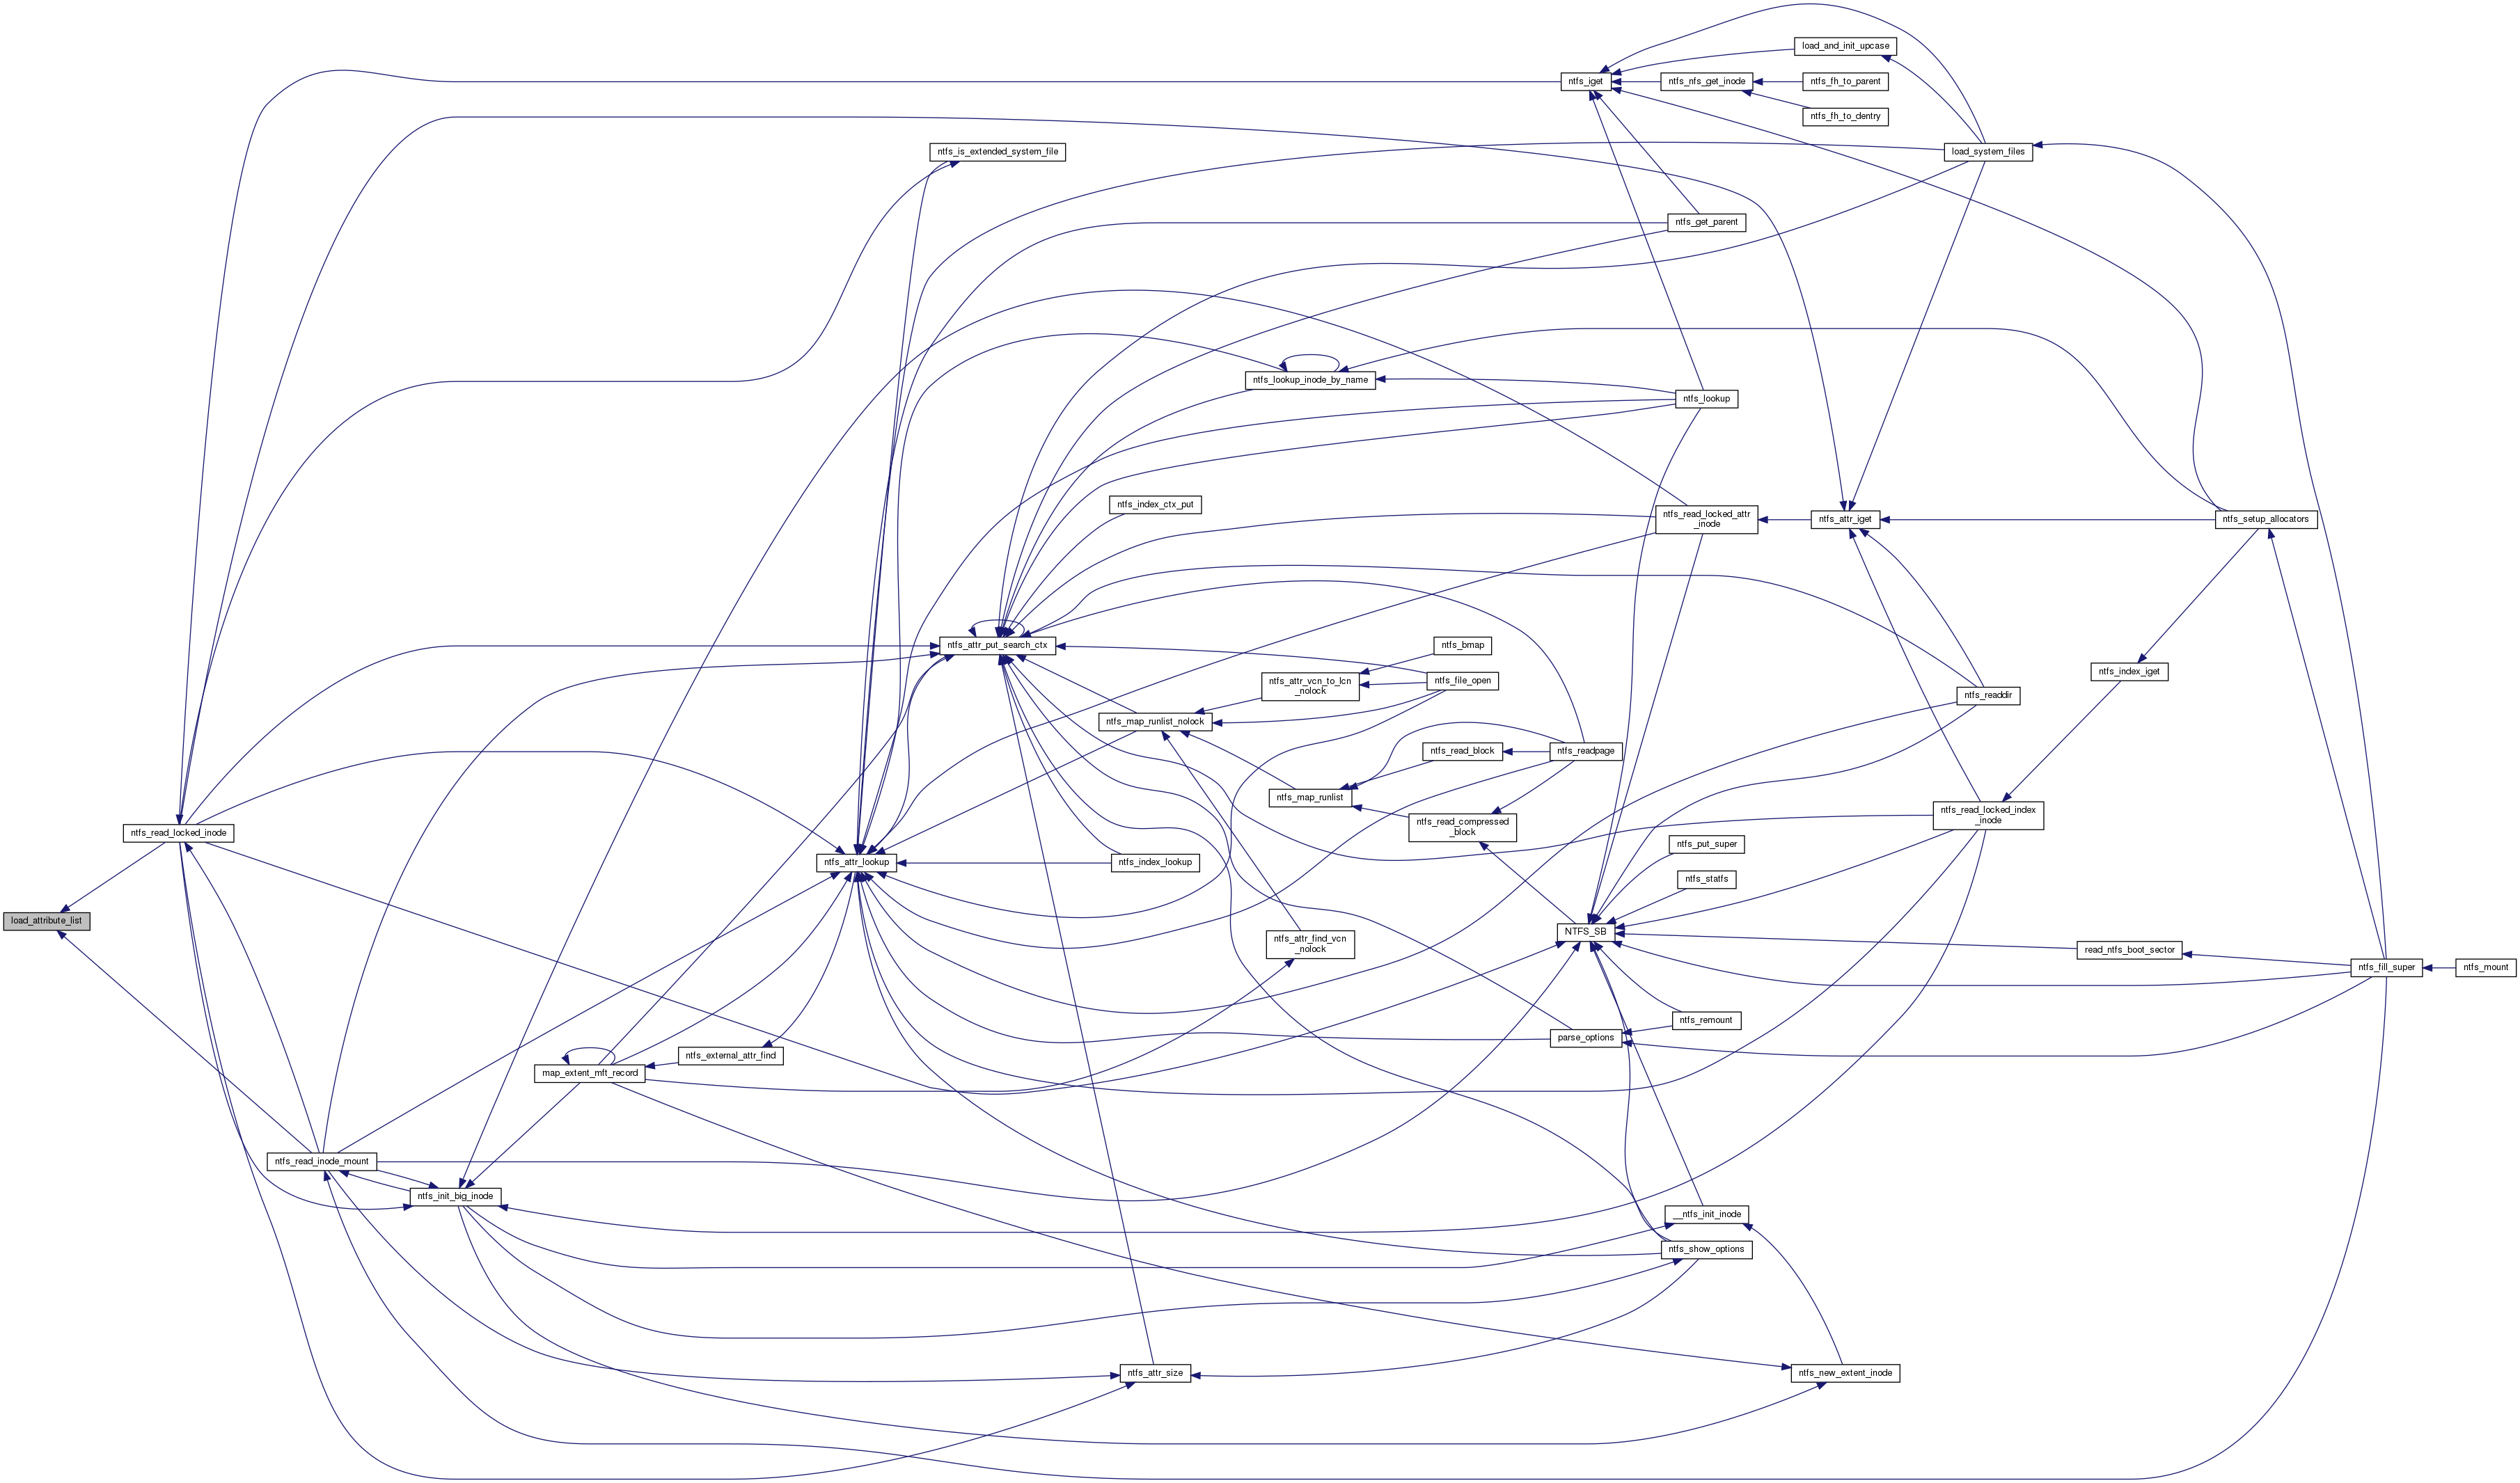 load_and_init_upcase
ntfs_iget
ntfs_nfs_get_inode
ntfs_fh_to_parent
ntfs_fh_to_dentry
ntfs_is_extended_system_file
load_system_files
ntfs_get_parent
ntfs_lookup_inode_by_name
ntfs_lookup
ntfs_index_ctx_put
ntfs_read_locked_attr
_inode
ntfs_attr_iget
ntfs_setup_allocators
ntfs_attr_put_search_ctx
ntfs_bmap
ntfs_index_iget
ntfs_attr_vcn_to_lcn
_nolock
ntfs_file_open
ntfs_readdir
ntfs_map_runlist_nolock
ntfs_read_block
ntfs_readpage
ntfs_map_runlist
ntfs_read_compressed
_block
ntfs_read_locked_index
_inode
ntfs_read_locked_inode
ntfs_put_super
ntfs_attr_lookup
ntfs_index_lookup
ntfs_statfs
load_attribute_list
NTFS_SB
ntfs_attr_find_vcn
_nolock
read_ntfs_boot_sector
ntfs_fill_super
ntfs_mount
ntfs_remount
parse_options
ntfs_external_attr_find
map_extent_mft_record
ntfs_read_inode_mount
ntfs_init_big_inode
__ntfs_init_inode
ntfs_show_options
ntfs_attr_size
ntfs_new_extent_inode